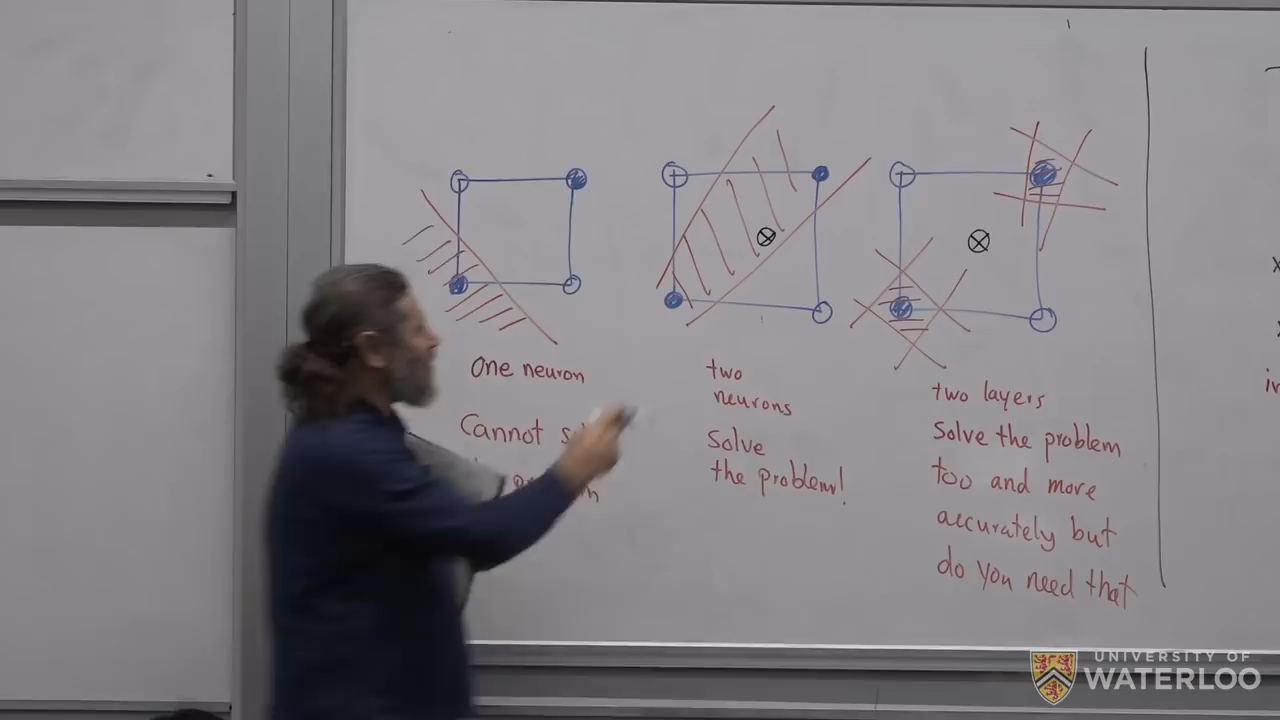 one neuron
Cannot
two
neurons
Solve
the problem!
two layers
Solve the problem
too and more
accurately but
do you need that
x
in
UNIVERSITY OF
WATERLOO